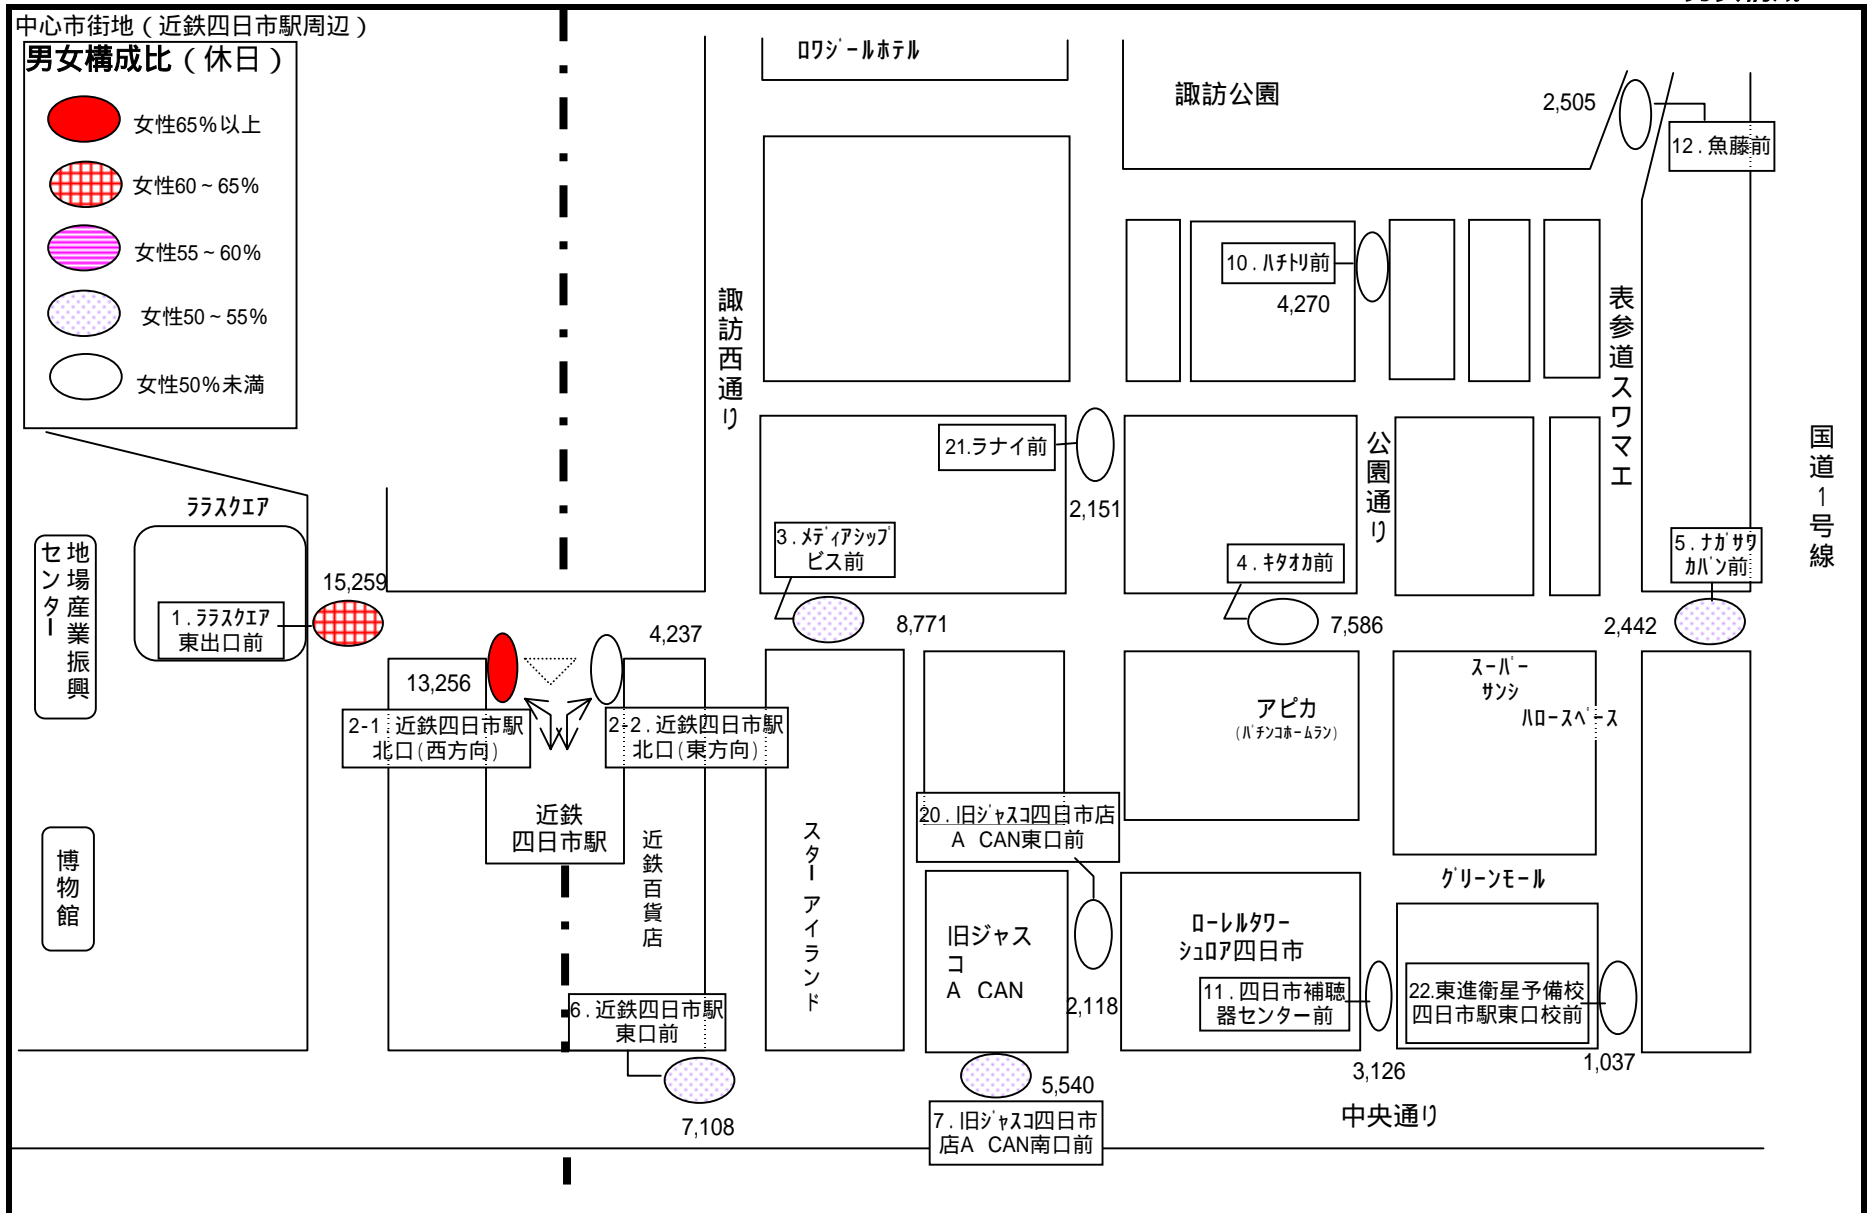 中心市街地（近鉄四日市駅周辺）
男女構成比（休日）
女性65%以上
女性60～65%
女性55～60%
女性50～55%
女性50%未満
ﾛﾜｼﾞｰﾙﾎﾃﾙ
諏訪公園
2,505
12．魚藤前
10．ﾊﾁﾄﾘ前
4,270
諏訪西通り
表参道スワマエ
国道1号線
公園通り
21.ラナイ前
2,151
3．ﾒﾃﾞｨｱｼｯﾌﾟ
ビス前
8,771
4．ｷﾀｵｶ前
7,586
5．ﾅｶﾞｻﾜ
ｶﾊﾞﾝ前
2,442
ﾗﾗｽｸｴｱ
地場産業振興
センター
15,259
1．ﾗﾗｽｸｴｱ
東出口前
4,237
13,256
2-1．近鉄四日市駅
北口(西方向)
2-2．近鉄四日市駅
北口(東方向)
近鉄
四日市駅
近鉄百貨店
スターアイランド
アピカ
(ﾊﾟﾁﾝｺﾎｰﾑﾗﾝ)
ｽｰﾊﾟｰ
ｻﾝｼ
ﾊﾛｰｽﾍﾟｰｽ
20．旧ｼﾞｬｽｺ四日市店
A CAN東口前
博物館
ｸﾞﾘｰﾝﾓｰﾙ
旧ジャス
コ
A CAN
2,118
ﾛｰﾚﾙﾀﾜｰ
ｼｭﾛｱ四日市
11．四日市補聴
器センター前
3,126
22.東進衛星予備校
四日市駅東口校前
1,037
6．近鉄四日市駅
東口前
7,108
5,540
7．旧ｼﾞｬｽｺ四日市
店A CAN南口前
中央通り